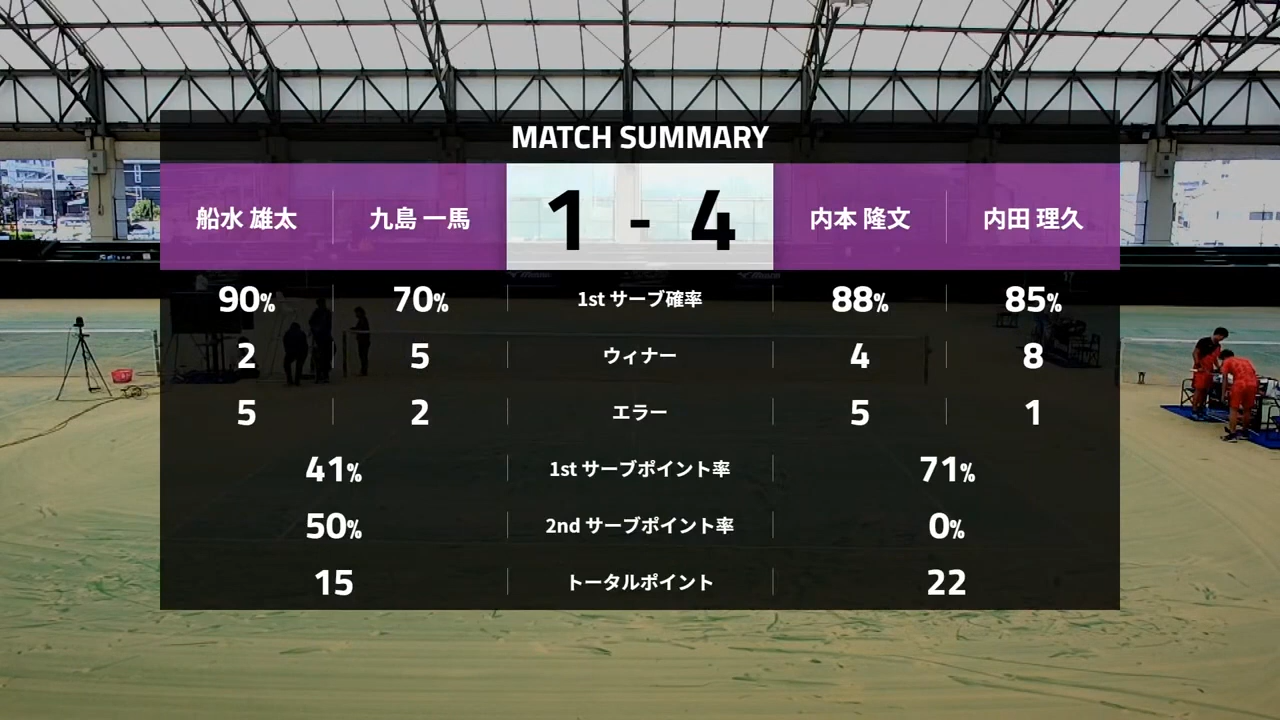 MATCH SUMMARY
船水 雄太 九島 一馬 1 - 4 内本 隆文 内田 理久
90% 70% 1st サーブ確率 88% 85%
2 5 ウィナー 4 8
5 2 エラー 5 1
41% 1st サーブポイント率 71%
50% 2nd サーブポイント率 0%
15 トータルポイント 22